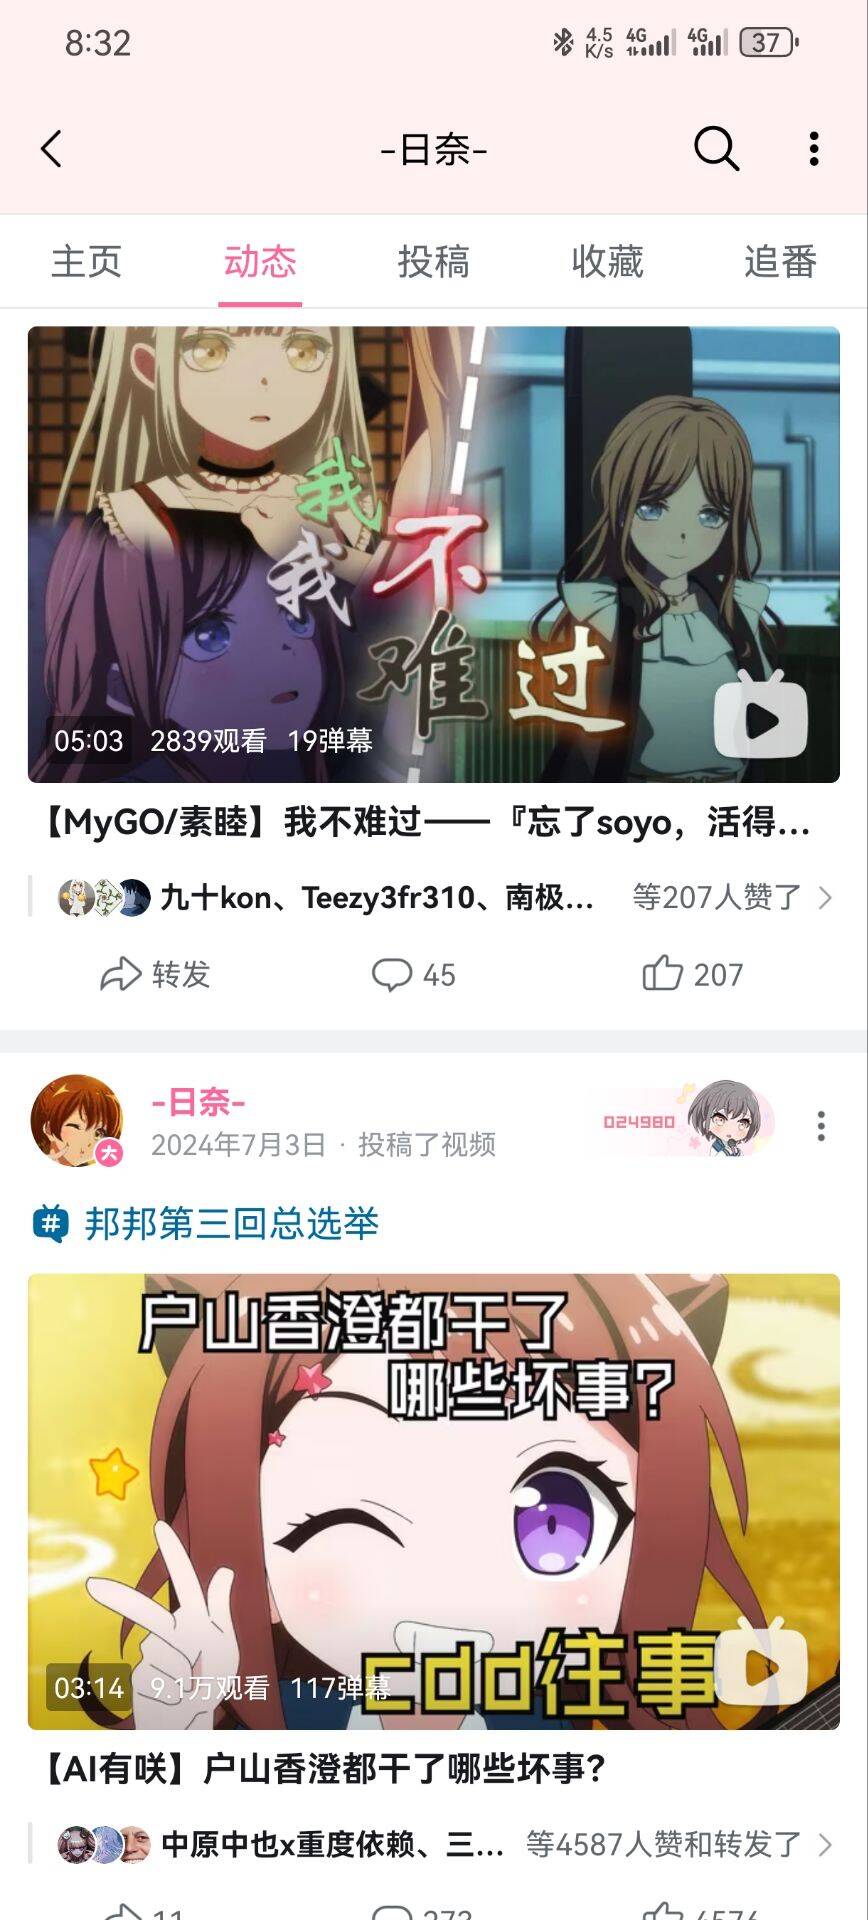 8:32
4.5 K/s 4G 4G 37
-日奈-
主页 动态 投稿 收藏 追番
我
我不
难过
05:03 2839观看 19弹幕
【MyGO/素睦】我不难过——『忘了soyo，活得...
九十kon、Teezy3fr310、南极... 等207人赞了
转发 45 207
-日奈-
024980
2024年7月3日 · 投稿了视频
邦邦第三回总选举
户山香澄都干了
哪些坏事？
cdd往事
03:14 9.1万观看 117弹幕
【AI有咲】户山香澄都干了哪些坏事？
中原中也x重度依赖、三... 等4587人赞和转发了
11 273 4576